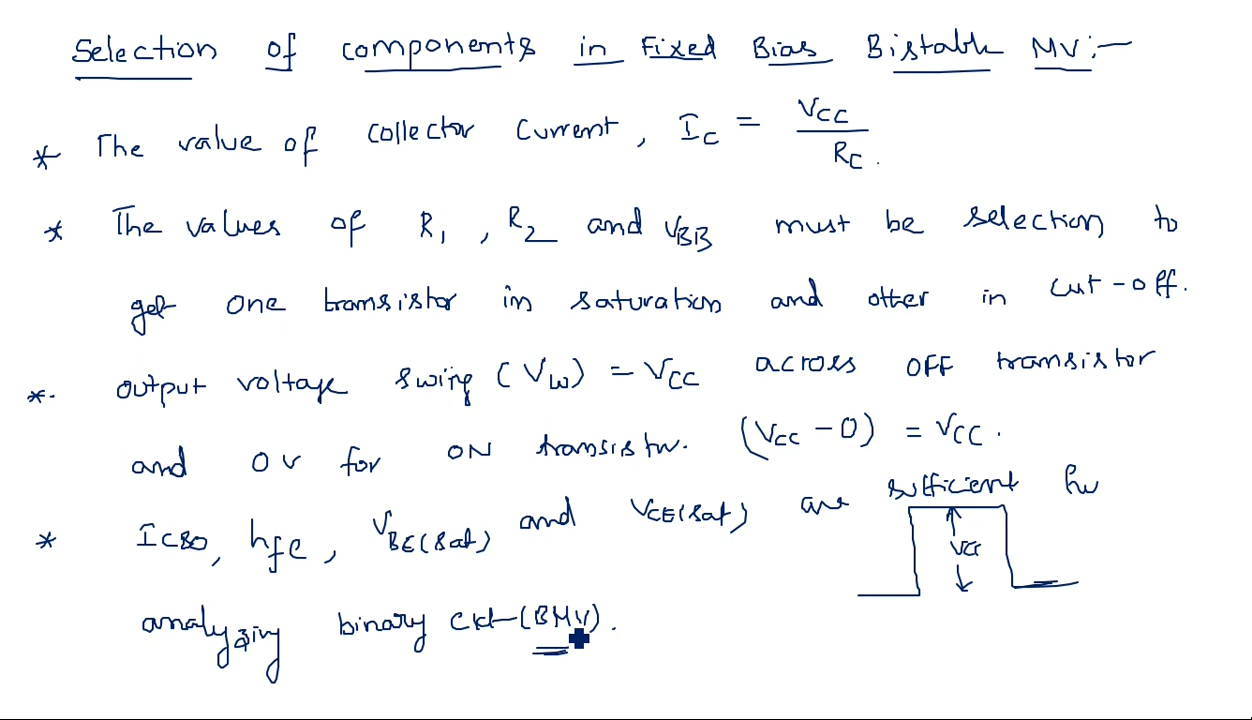 Selection of components in Fixed Bias Bistable MV:-
* The value of collector current, IC = VCC / RC.
* The values of R1, R2 and VBB must be selection to
get one transistor in saturation and other in cut-off.
*. output voltage swing (Vw) = VCC across OFF transistor
and 0V for ON transistor. (VCC - 0) = VCC.
* ICBO, hfe, VBE(sat) and VCE(sat) are sufficient for
VCC
analyzing binary ckt-(BMV).